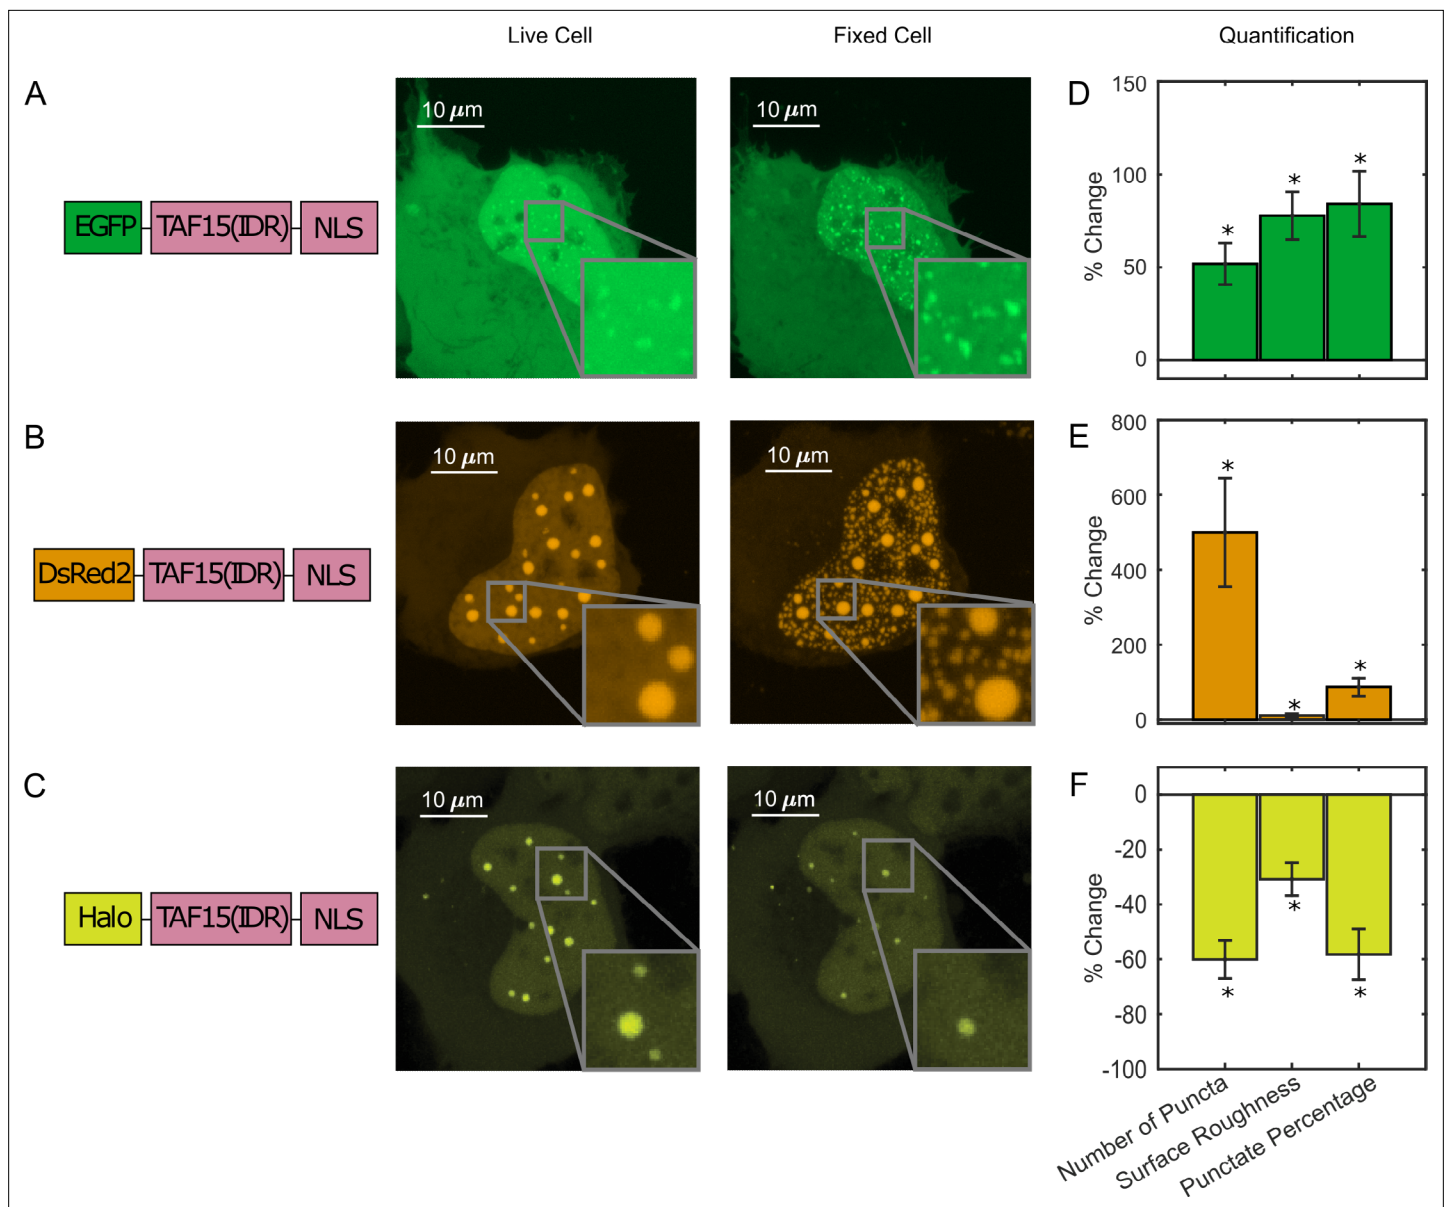 Live Cell Fixed Cell Quantification
A
10 μm 10 μm
EGFP TAF15(IDR) NLS
D
150
100
50
0
% Change
* * *
B
10 μm 10 μm
DsRed2 TAF15(IDR) NLS
E
800
600
400
200
0
% Change
* * *
C
10 μm 10 μm
Halo TAF15(IDR) NLS
F
0
-20
-40
-60
-80
-100
% Change
* * *
Number of Puncta
Surface Roughness
Punctate Percentage